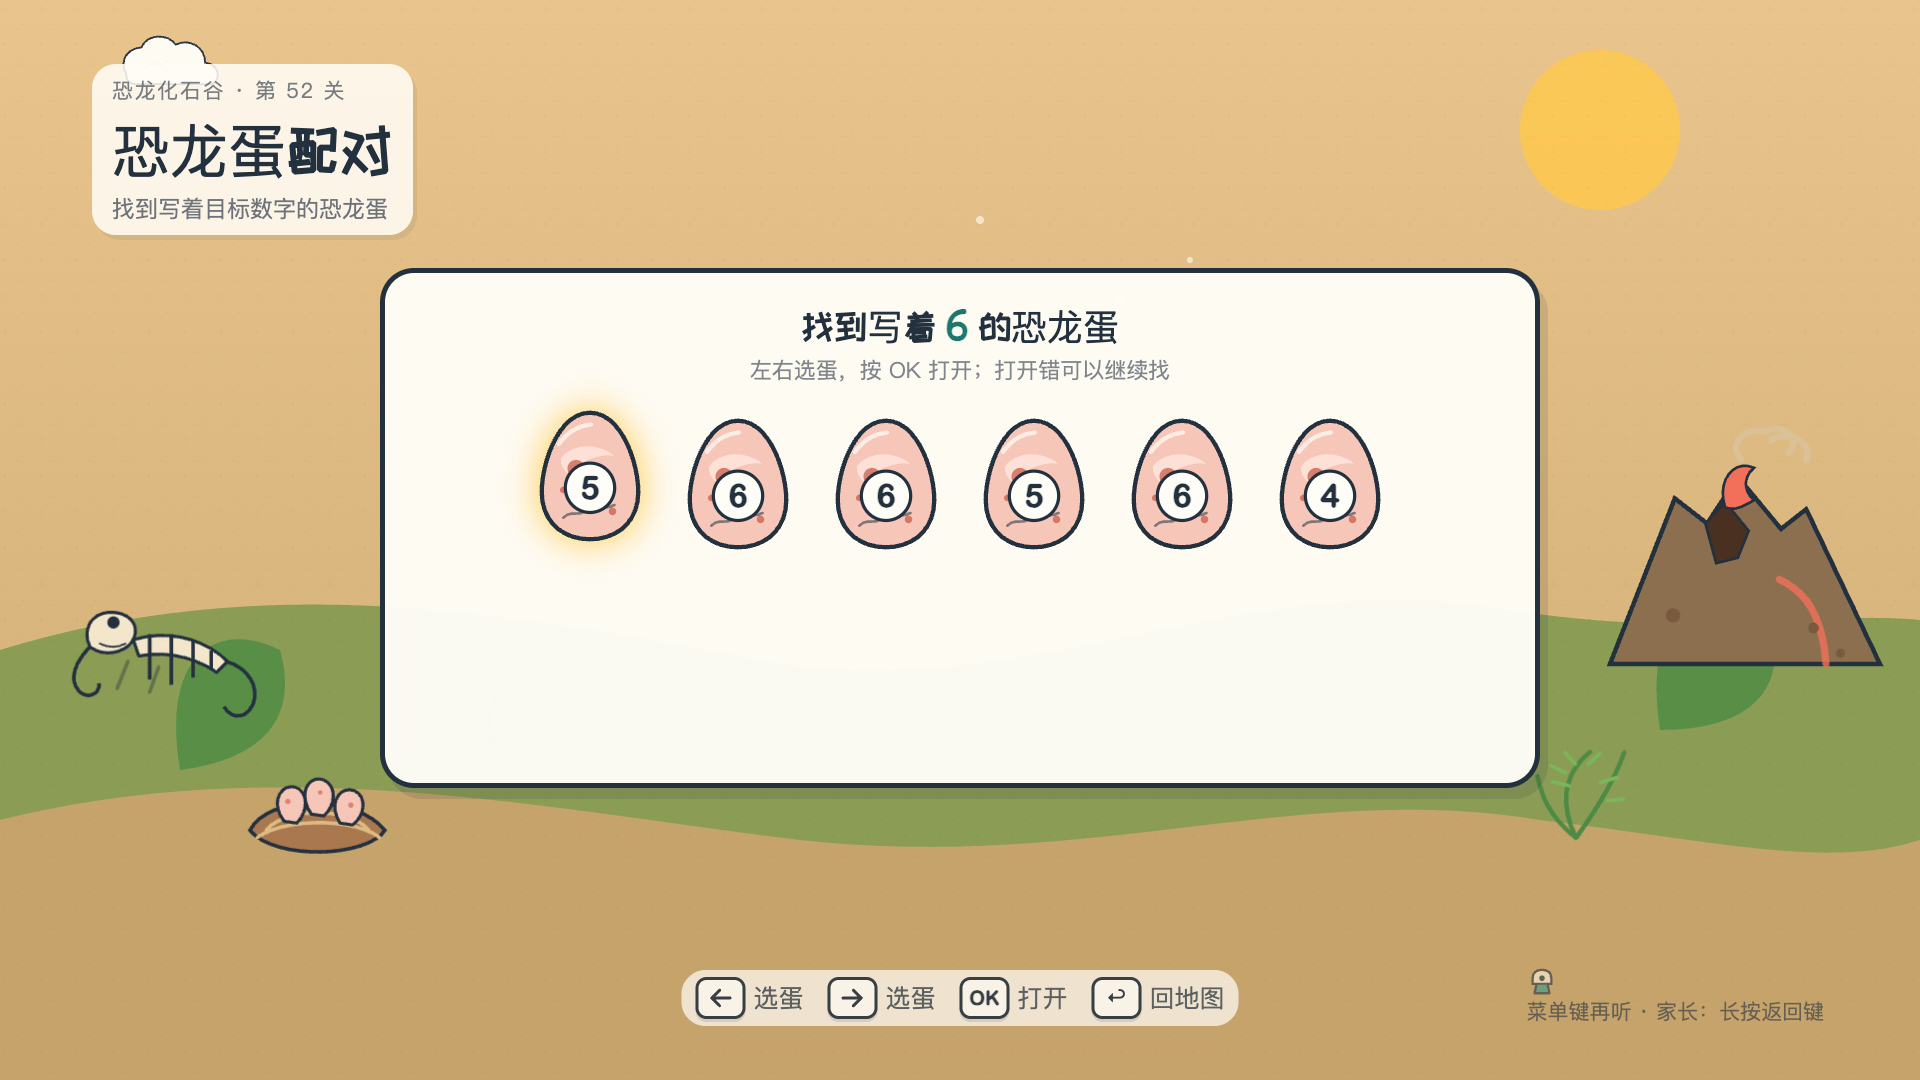 恐龙化石谷 · 第 52 关
恐龙蛋配对
找到写着目标数字的恐龙蛋
找到写着 6 的恐龙蛋
左右选蛋，按 OK 打开；打开错可以继续找
5 6 6 5 6 4
← 选蛋 → 选蛋 OK 打开 ↩ 回地图
菜单键再听 · 家长：长按返回键